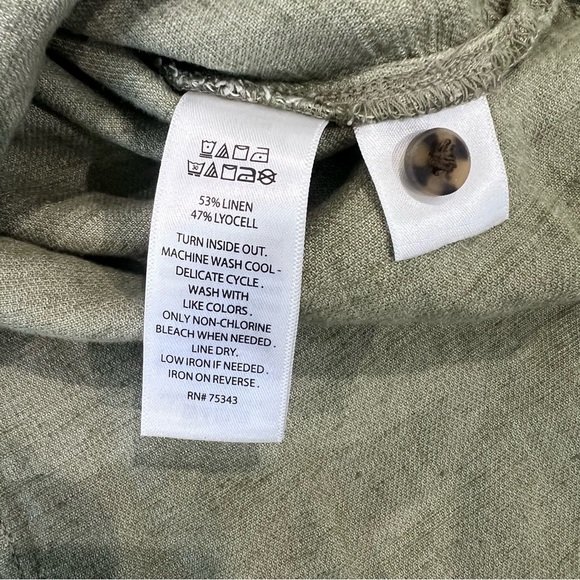 53% LINEN
47% LYOCELL
TURN INSIDE OUT.
MACHINE WASH COOL -
DELICATE CYCLE.
WASH WITH
LIKE COLORS.
ONLY NON-CHLORINE
BLEACH WHEN NEEDED.
LINE DRY.
LOW IRON IF NEEDED.
IRON ON REVERSE.
RN# 75343